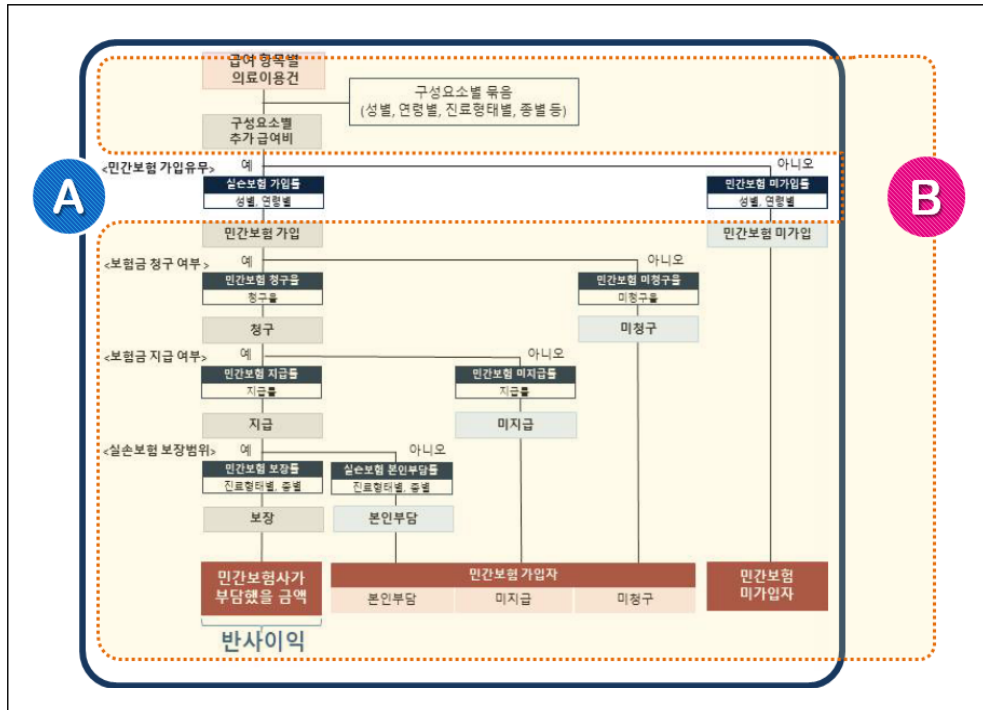 급여 항목별
의료이용건
구성요소별 묶음
(성별, 연령별, 진료형태별, 종별 등)
구성요소별
추가 급여비
<민간보험 가입유무>
예
아니오
실손보험 가입률
성별, 연령별
민간보험 미가입률
성별, 연령별
A
B
민간보험 가입
민간보험 미가입
<보험금 청구 여부>
예
아니오
민간보험 청구율
청구율
민간보험 미청구율
미청구율
청구
미청구
<보험금 지급 여부>
예
아니오
민간보험 지급률
지급률
민간보험 미지급률
지급률
지급
미지급
<실손보험 보장범위>
예
아니오
민간보험 보장률
진료형태별, 종별
실손보험 본인부담률
진료형태별, 종별
보장
본인부담
민간보험사가
부담했을 금액
민간보험 가입자
본인부담
미지급
미청구
민간보험
미가입자
반사이익